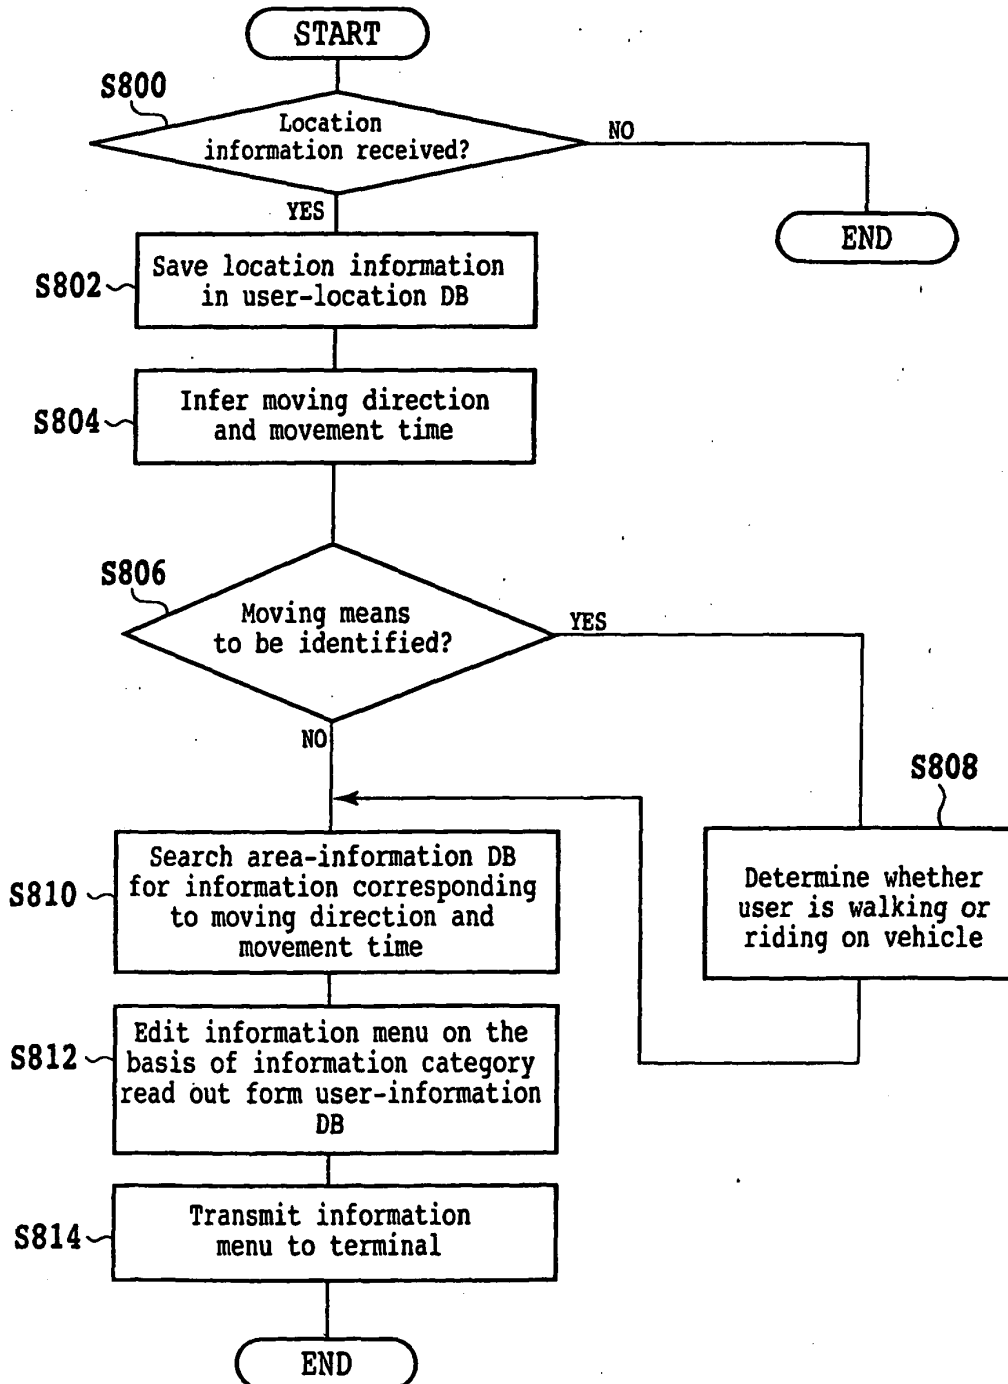 START
S800
Location
information received?
NO
YES
END
S802
Save location information
in user-location DB
S804
Infer moving direction
and movement time
S806
Moving means
to be identified?
YES
NO
S808
Determine whether
user is walking or
riding on vehicle
S810
Search area-information DB
for information corresponding
to moving direction and
movement time
S812
Edit information menu on the
basis of information category
read out form user-information
DB
S814
Transmit information
menu to terminal
END